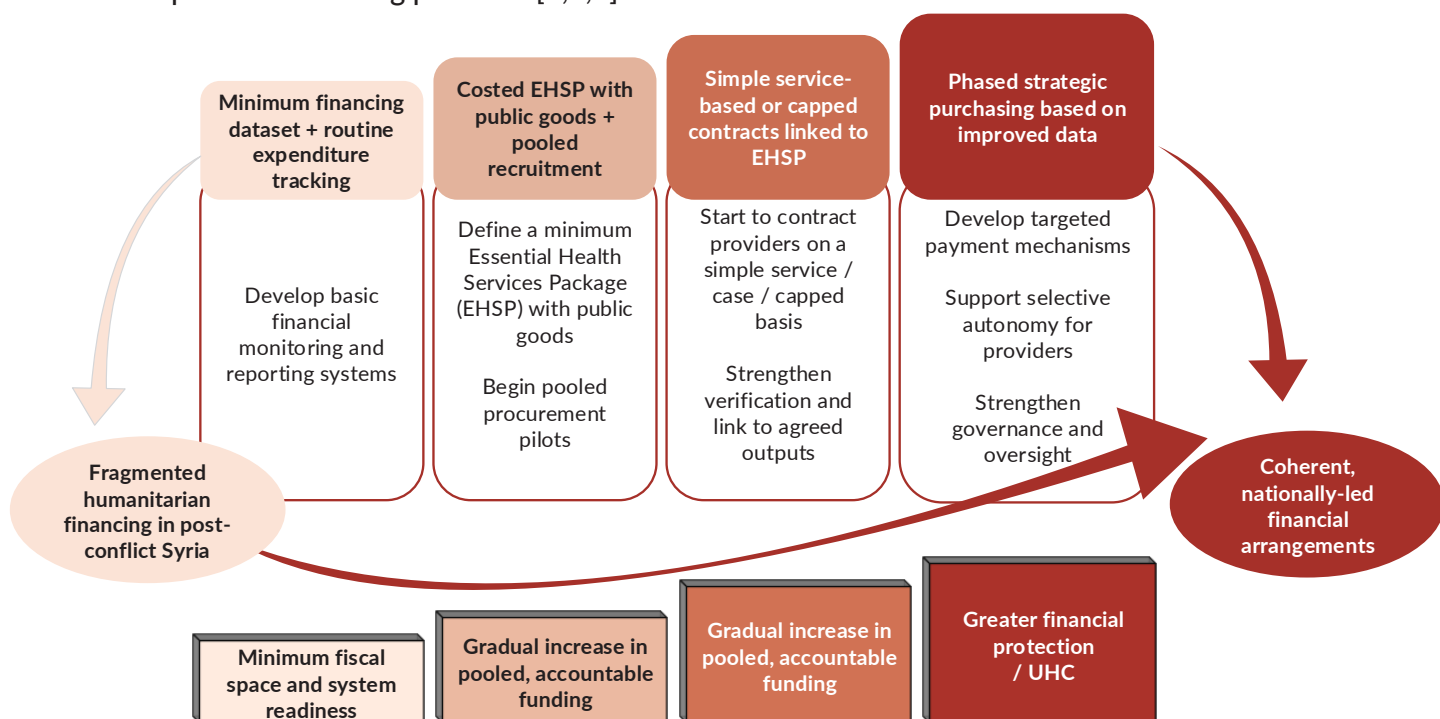 Minimum financing
dataset + routine
expenditure
tracking
Costed EHSP with
public goods +
pooled
recruitment
Simple service-
based or capped
contracts linked to
EHSP
Phased strategic
purchasing based on
improved data
Develop basic
financial
monitoring and
reporting systems
Define a minimum
Essential Health
Services Package
(EHSP) with public
goods
Begin pooled
procurement
pilots
Start to contract
providers on a
simple service /
case / capped
basis
Strengthen
verification and
link to agreed
outputs
Develop targeted
payment mechanisms
Support selective
autonomy for
providers
Strengthen
governance and
oversight
Fragmented
humanitarian
financing in post-
conflict Syria
Coherent,
nationally-led
financial
arrangements
Minimum fiscal
space and system
readiness
Gradual increase in
pooled, accountable
funding
Gradual increase in
pooled, accountable
funding
Greater financial
protection
/ UHC